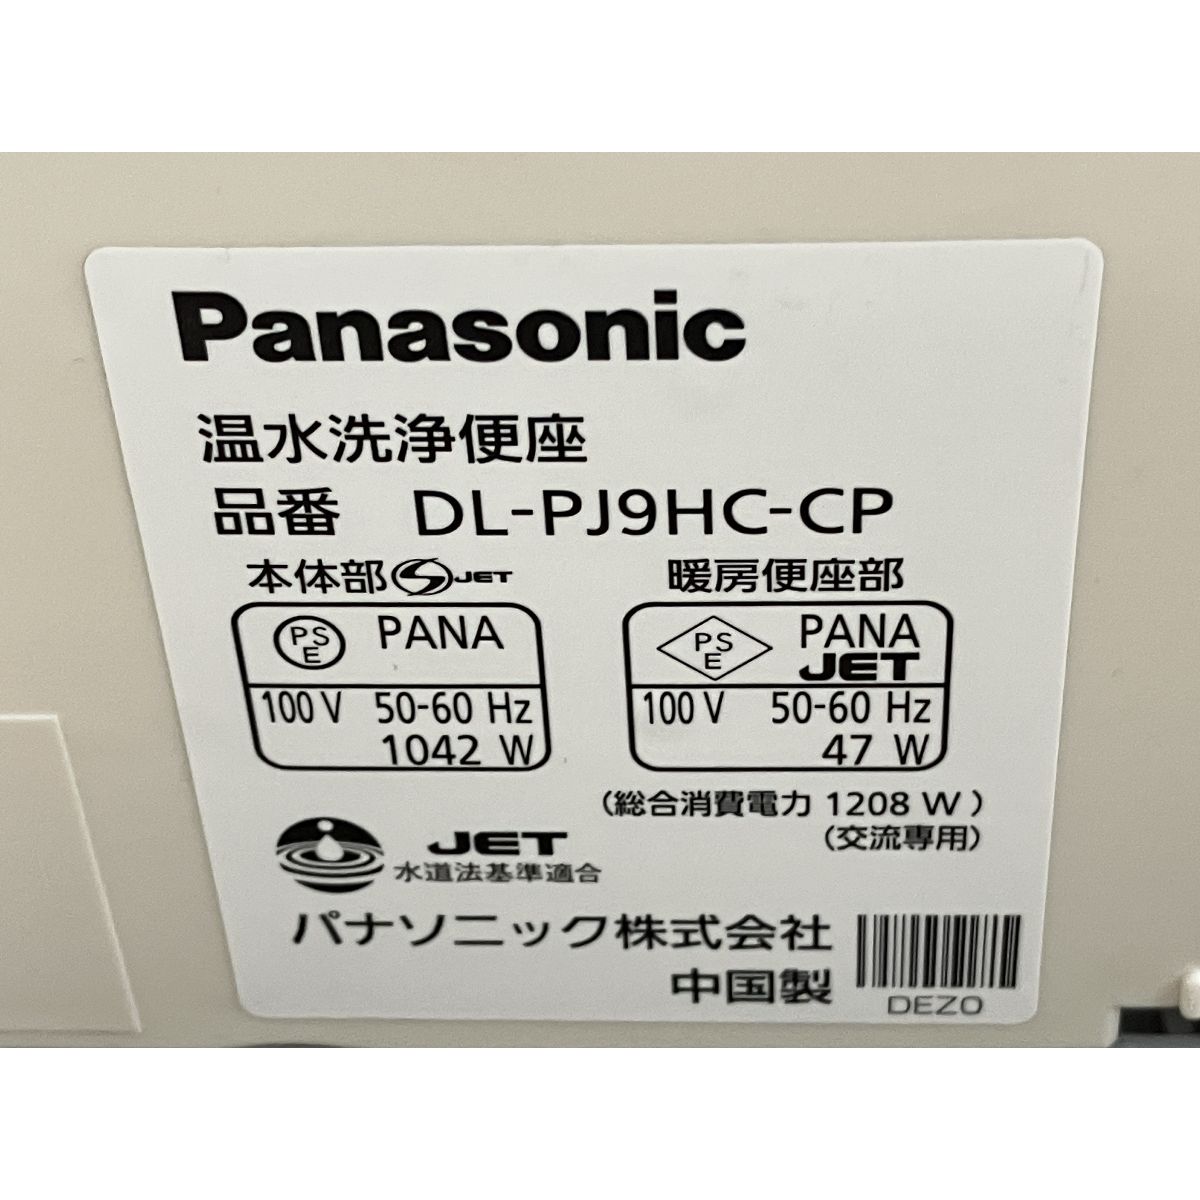 Panasonic
温水洗浄便座
品番 DL-PJ9HC-CP
本体部 S JET
暖房便座部
PSE PANA
100 V 50-60 Hz
1042 W
PSE PANA
JET
100 V 50-60 Hz
47 W
(総合消費電力 1208 W)
(交流専用)
JET
水道法基準適合
パナソニック株式会社
中国製
DEZ0